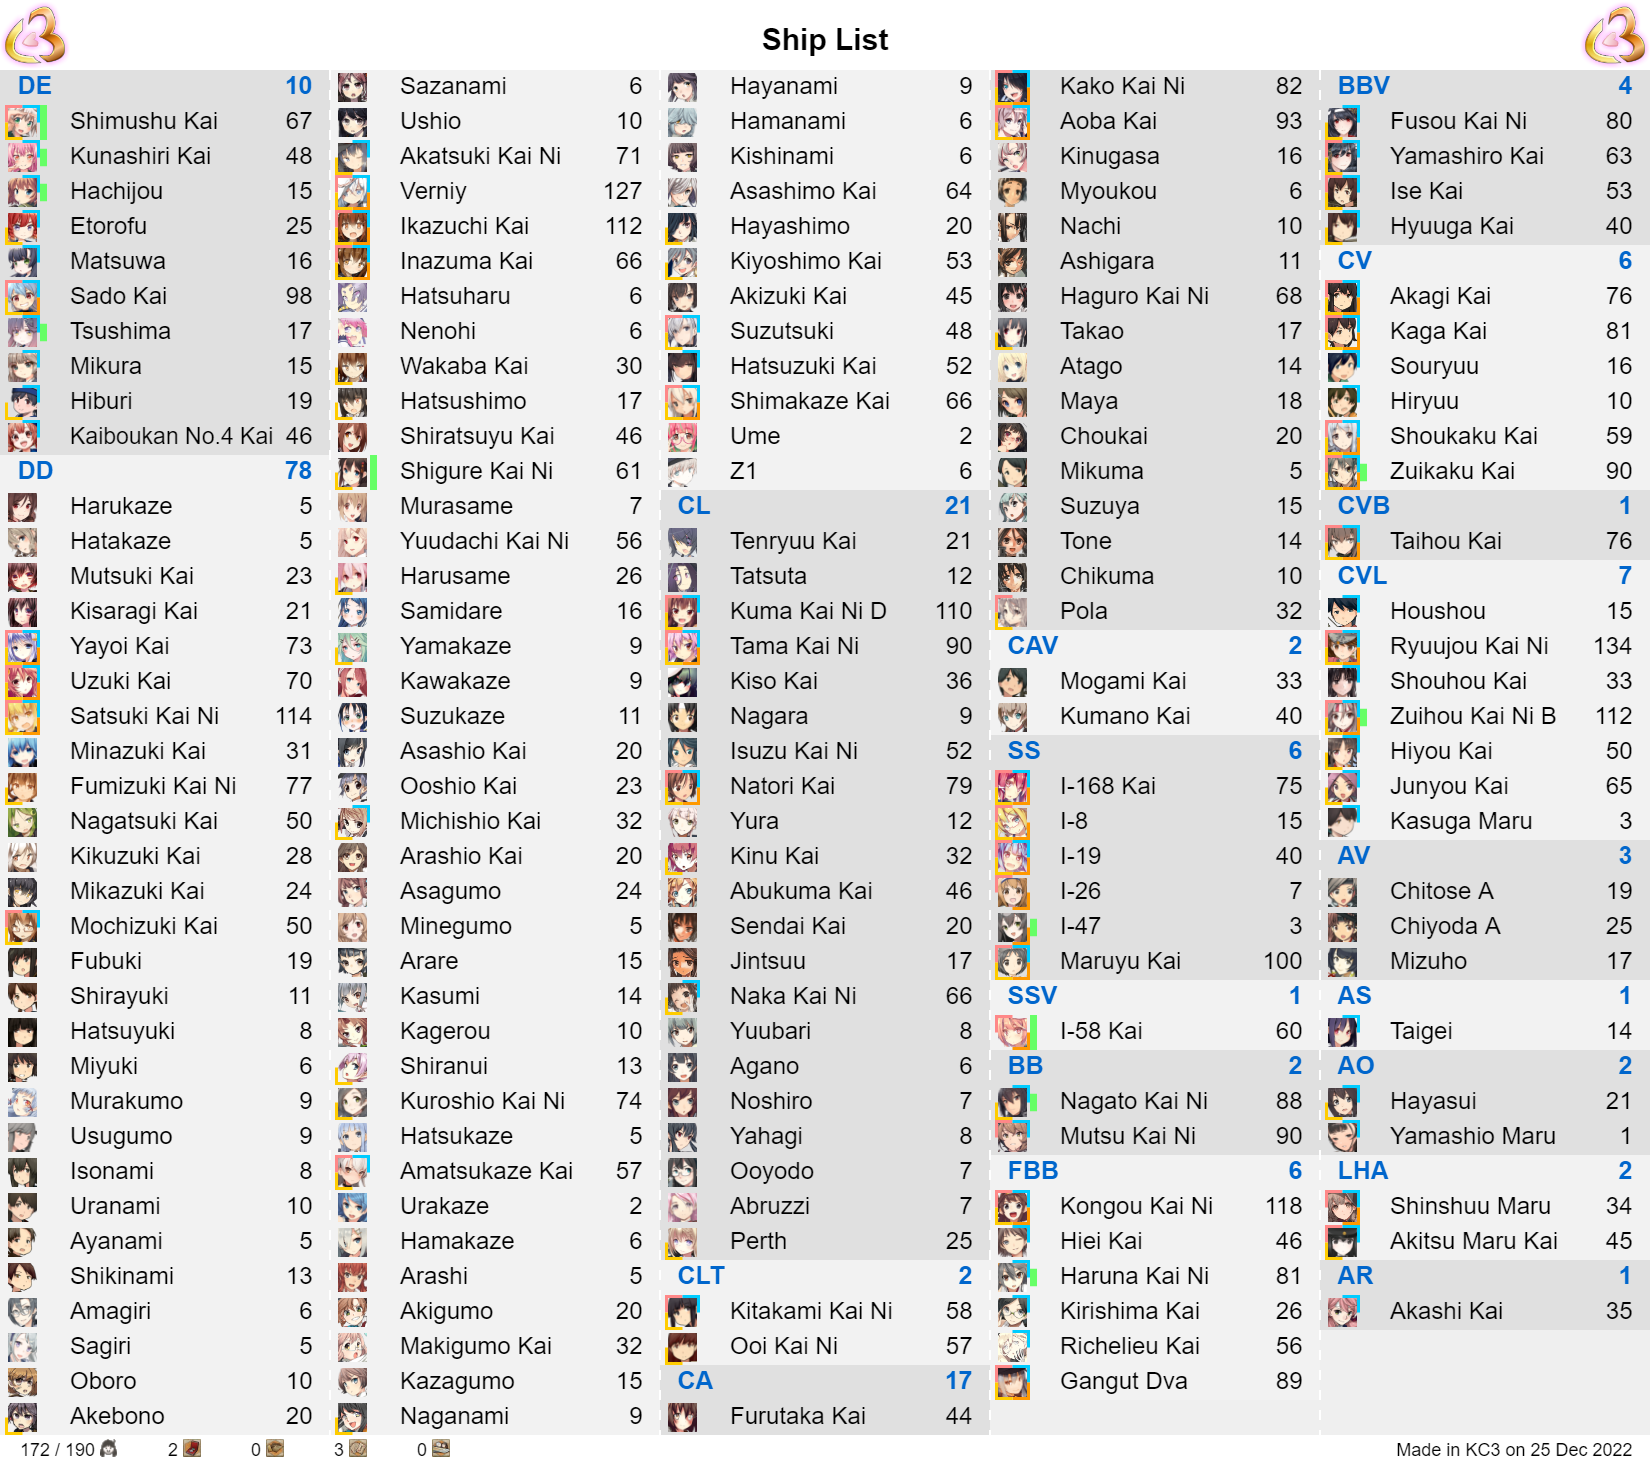 Ship List
DE 10
Shimushu Kai 67
Kunashiri Kai 48
Hachijou 15
Etorofu 25
Matsuwa 16
Sado Kai 98
Tsushima 17
Mikura 15
Hiburi 19
Kaiboukan No.4 Kai 46
DD 78
Harukaze 5
Hatakaze 5
Mutsuki Kai 23
Kisaragi Kai 21
Yayoi Kai 73
Uzuki Kai 70
Satsuki Kai Ni 114
Minazuki Kai 31
Fumizuki Kai Ni 77
Nagatsuki Kai 50
Kikuzuki Kai 28
Mikazuki Kai 24
Mochizuki Kai 50
Fubuki 19
Shirayuki 11
Hatsuyuki 8
Miyuki 6
Murakumo 9
Usugumo 9
Isonami 8
Uranami 10
Ayanami 5
Shikinami 13
Amagiri 6
Sagiri 5
Oboro 10
Akebono 20
Sazanami 6
Ushio 10
Akatsuki Kai Ni 71
Verniy 127
Ikazuchi Kai 112
Inazuma Kai 66
Hatsuharu 6
Nenohi 6
Wakaba Kai 30
Hatsushimo 17
Shiratsuyu Kai 46
Shigure Kai Ni 61
Murasame 7
Yuudachi Kai Ni 56
Harusame 26
Samidare 16
Yamakaze 9
Kawakaze 9
Suzukaze 11
Asashio Kai 20
Ooshio Kai 23
Michishio Kai 32
Arashio Kai 20
Asagumo 24
Minegumo 5
Arare 15
Kasumi 14
Kagerou 10
Shiranui 13
Kuroshio Kai Ni 74
Hatsukaze 5
Amatsukaze Kai 57
Urakaze 2
Hamakaze 6
Arashi 5
Akigumo 20
Makigumo Kai 32
Kazagumo 15
Naganami 9
Hayanami 9
Hamanami 6
Kishinami 6
Asashimo Kai 64
Hayashimo 20
Kiyoshimo Kai 53
Akizuki Kai 45
Suzutsuki 48
Hatsuzuki Kai 52
Shimakaze Kai 66
Ume 2
Z1 6
CL 21
Tenryuu Kai 21
Tatsuta 12
Kuma Kai Ni D 110
Tama Kai Ni 90
Kiso Kai 36
Nagara 9
Isuzu Kai Ni 52
Natori Kai 79
Yura 12
Kinu Kai 32
Abukuma Kai 46
Sendai Kai 20
Jintsuu 17
Naka Kai Ni 66
Yuubari 8
Agano 6
Noshiro 7
Yahagi 8
Ooyodo 7
Abruzzi 7
Perth 25
CLT 2
Kitakami Kai Ni 58
Ooi Kai Ni 57
CA 17
Furutaka Kai 44
Kako Kai Ni 82
Aoba Kai 93
Kinugasa 16
Myoukou 6
Nachi 10
Ashigara 11
Haguro Kai Ni 68
Takao 17
Atago 14
Maya 18
Choukai 20
Mikuma 5
Suzuya 15
Tone 14
Chikuma 10
Pola 32
CAV 2
Mogami Kai 33
Kumano Kai 40
SS 6
I-168 Kai 75
I-8 15
I-19 40
I-26 7
I-47 3
Maruyu Kai 100
SSV 1
I-58 Kai 60
BB 2
Nagato Kai Ni 88
Mutsu Kai Ni 90
FBB 6
Kongou Kai Ni 118
Hiei Kai 46
Haruna Kai Ni 81
Kirishima Kai 26
Richelieu Kai 56
Gangut Dva 89
BBV 4
Fusou Kai Ni 80
Yamashiro Kai 63
Ise Kai 53
Hyuuga Kai 40
CV 6
Akagi Kai 76
Kaga Kai 81
Souryuu 16
Hiryuu 10
Shoukaku Kai 59
Zuikaku Kai 90
CVB 1
Taihou Kai 76
CVL 7
Houshou 15
Ryuujou Kai Ni 134
Shouhou Kai 33
Zuihou Kai Ni B 112
Hiyou Kai 50
Junyou Kai 65
Kasuga Maru 3
AV 3
Chitose A 19
Chiyoda A 25
Mizuho 17
AS 1
Taigei 14
AO 2
Hayasui 21
Yamashio Maru 1
LHA 2
Shinshuu Maru 34
Akitsu Maru Kai 45
AR 1
Akashi Kai 35
172 / 190 2 0 3 0
Made in KC3 on 25 Dec 2022